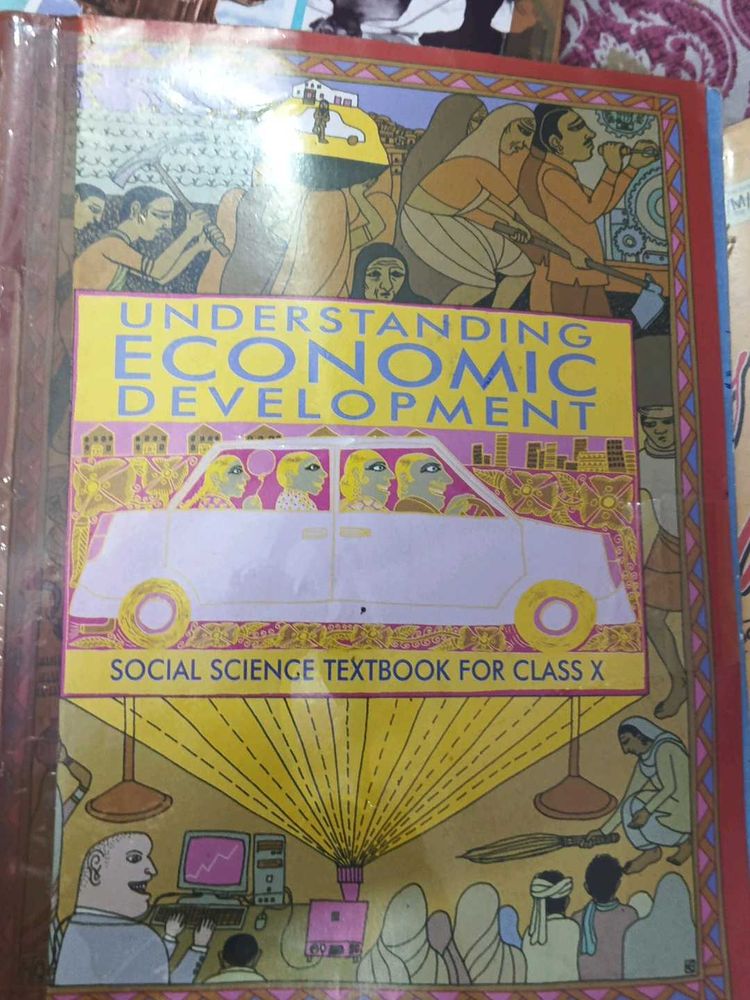 UNDERSTANDING
ECONOMIC
DEVELOPMENT
SOCIAL SCIENCE TEXTBOOK FOR CLASS X